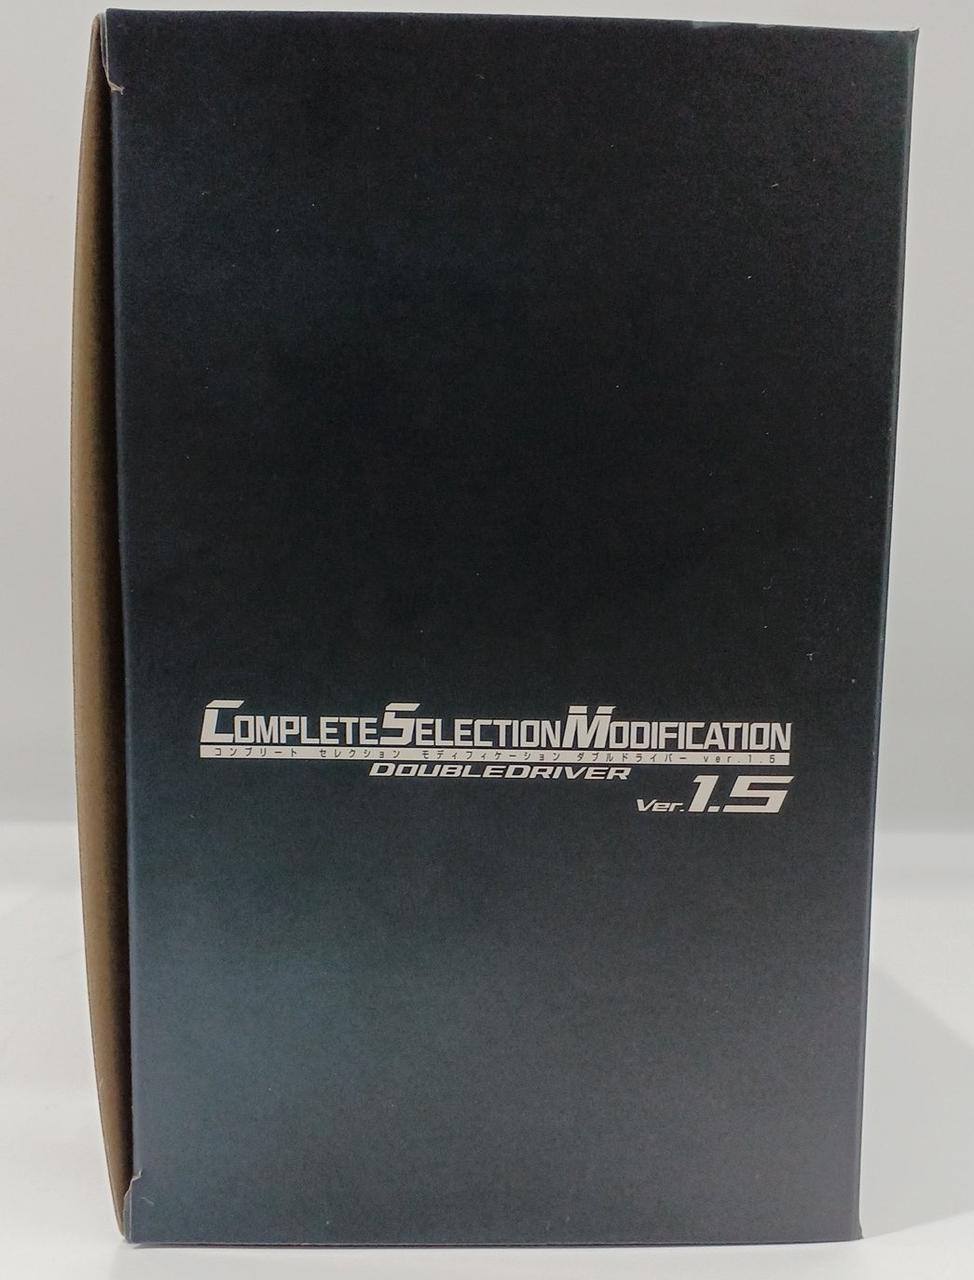 COMPLETE SELECTION MODIFICATION
コンプリート セレクション モディフィケーション ダブルドライバー ver.1.5
DOUBLEDRIVER
Ver.1.5